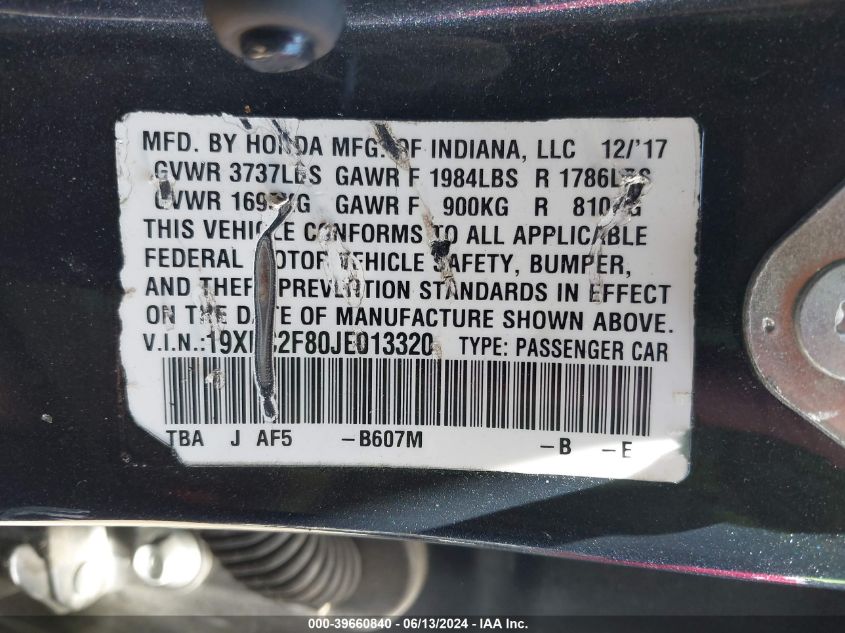 MFD. BY HONDA MFG. OF INDIANA, LLC 12/'17
GVWR 3737LBS GAWR F 1984LBS R 1786LBS
GVWR GAWR F 900KG R 810KG
THIS VEHICLE CONFORMS TO ALL APPLICABLE
FEDERAL MOTOR VEHICLE SAFETY, BUMPER,
AND THEFT PREVENTION STANDARDS IN EFFECT
ON THE DATE OF MANUFACTURE SHOWN ABOVE.
V.I.N.: TYPE: PASSENGER CAR
TBA J AF5 -B607M -B -E
000-39660840 - 06/13/2024 - IAA Inc.